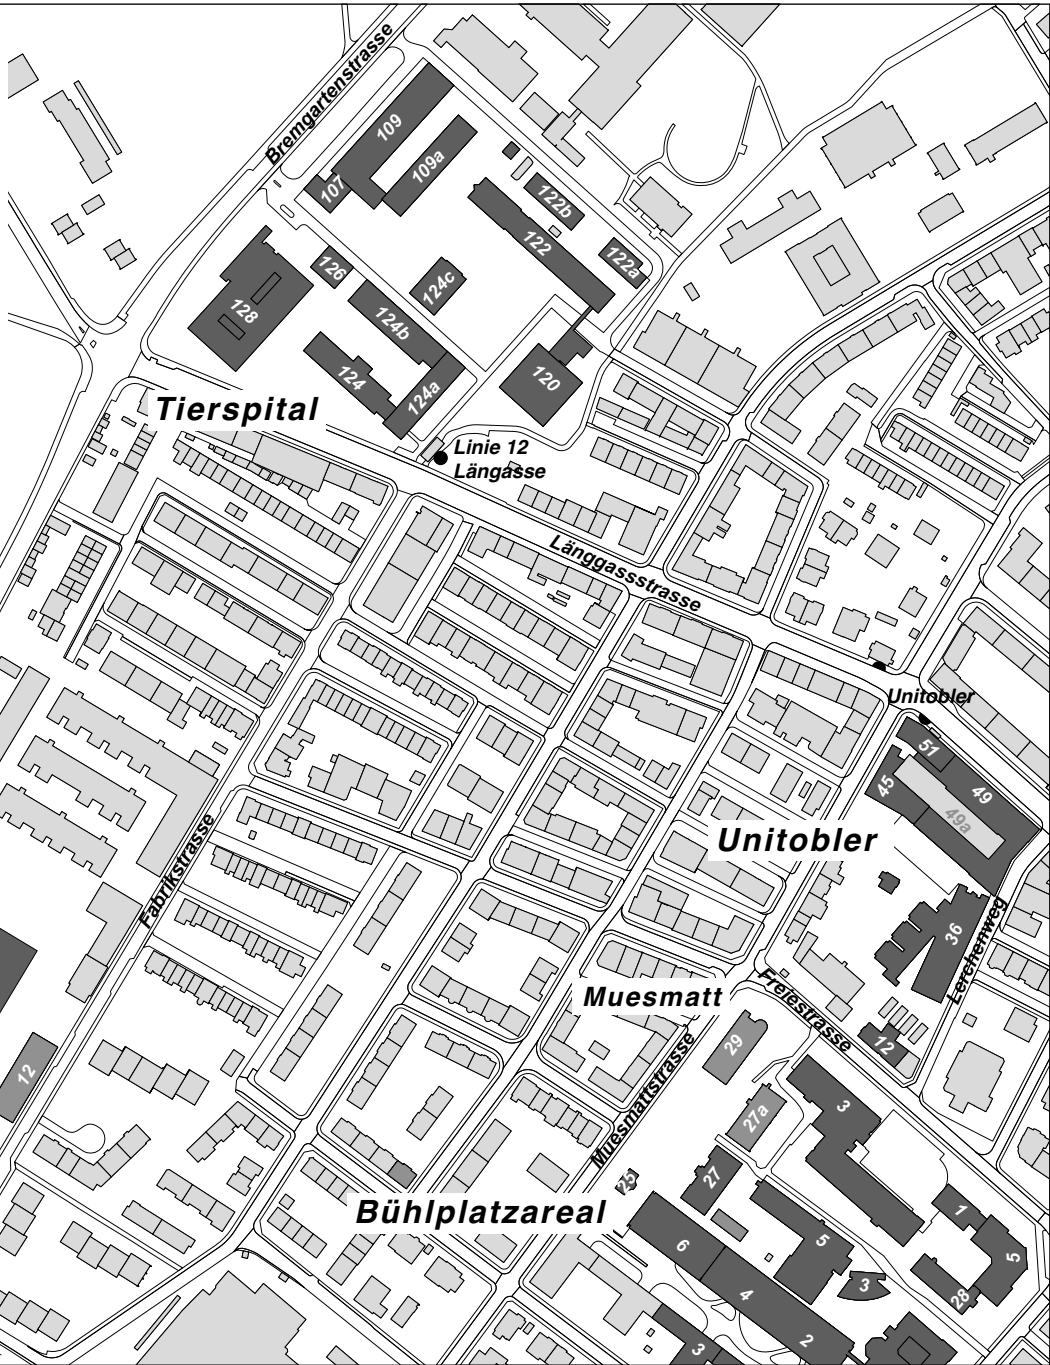 Bremgartenstrasse
109
109a
107
122b
122
122a
126
124c
128
124b
124
124a
120
Tierspital
Linie 12
Längasse
Länggassstrasse
Unitobler
51
45
49
49a
Unitobler
Fabrikstrasse
36
Lerchenweg
Muesmatt
Freiestrasse
29
12
12
3
27a
Muesmattstrasse
25
27
Bühlplatzareal
1
5
6
5
3
28
4
2
3